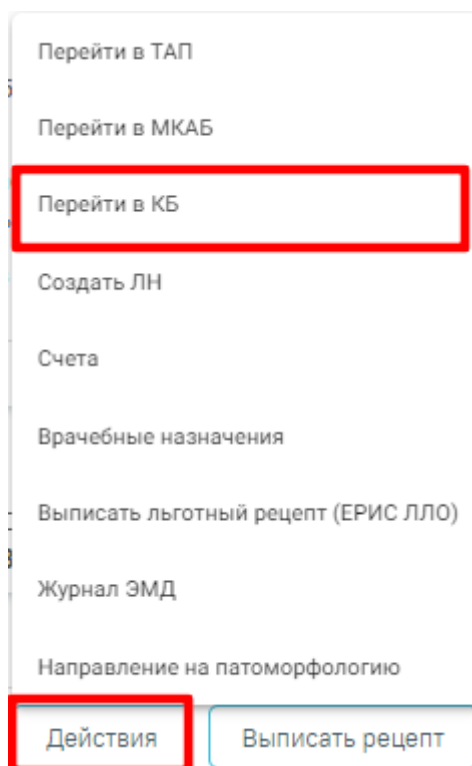 Перейти в ТАП
Перейти в МКАБ
Перейти в КБ
Создать ЛН
Счета
Врачебные назначения
Выписать льготный рецепт (ЕРИС ЛЛО)
Журнал ЭМД
Направление на патоморфологию
Действия Выписать рецепт